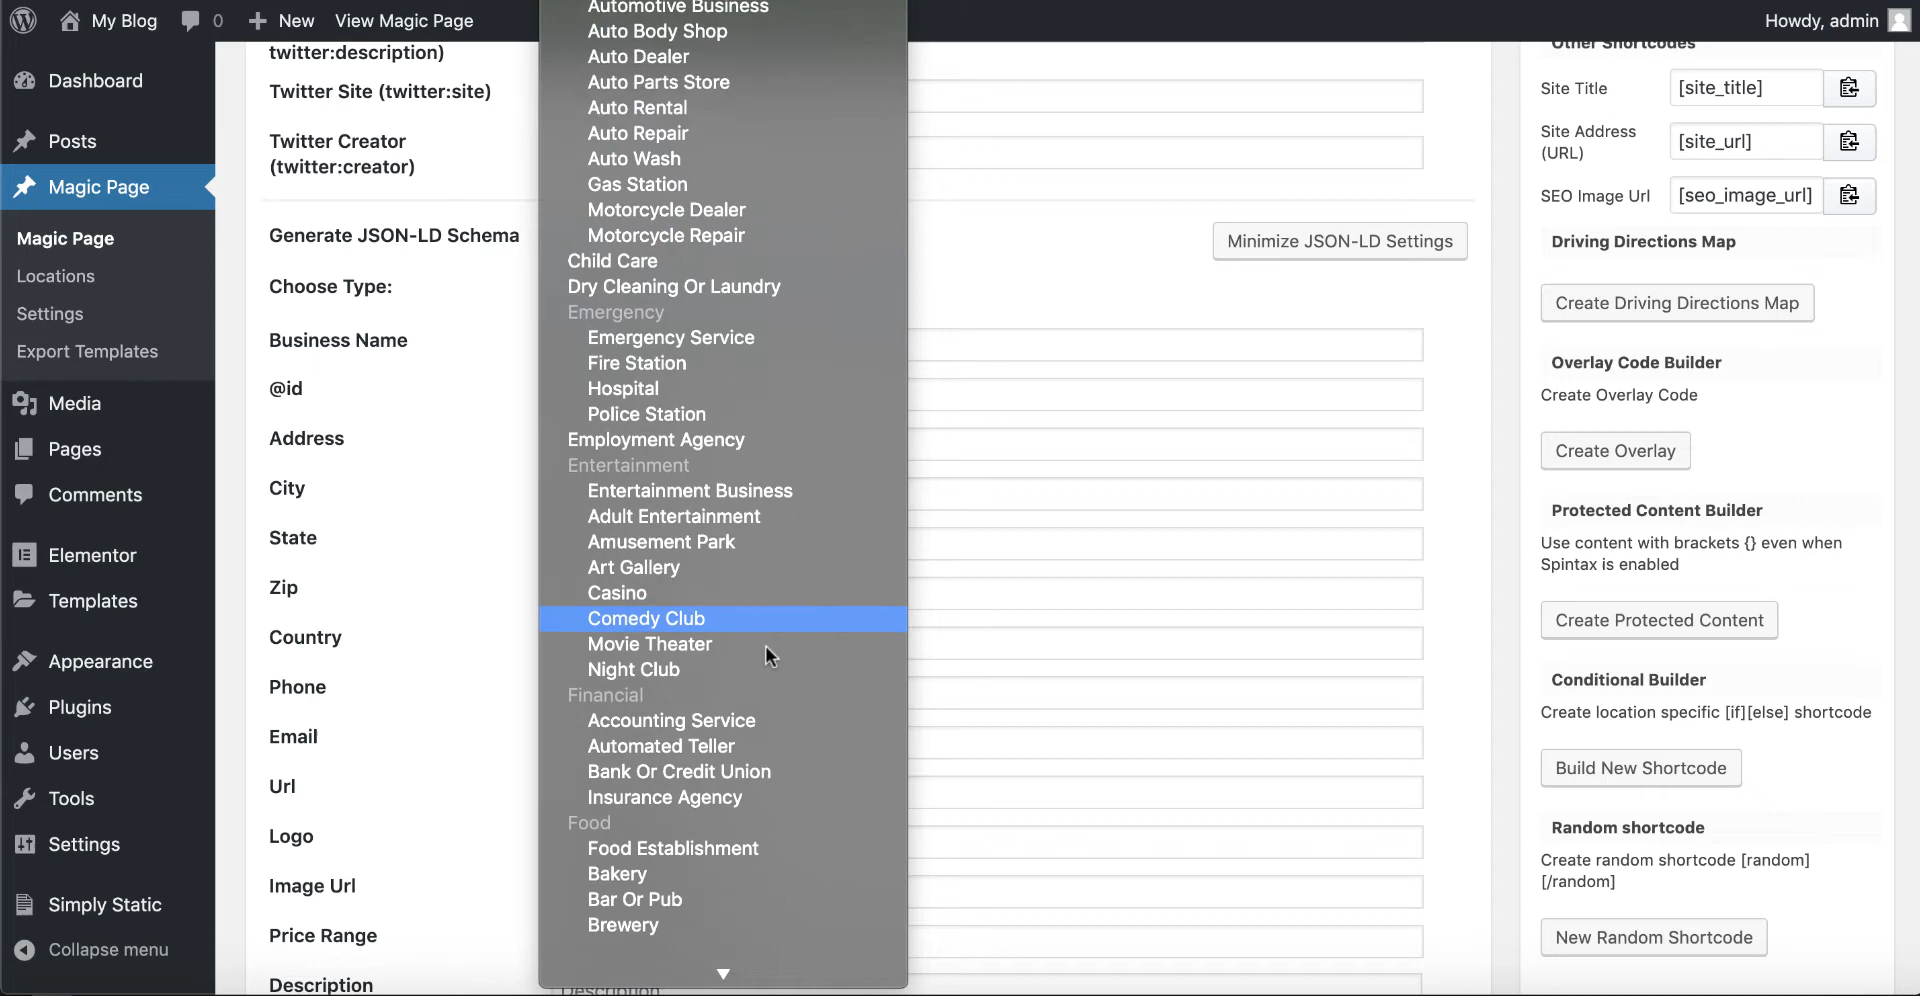 My Blog
0
New
View Magic Page
Howdy, admin
Dashboard
Posts
Magic Page
Magic Page
Locations
Settings
Export Templates
Media
Pages
Comments
Elementor
Templates
Appearance
Plugins
Users
Tools
Settings
Simply Static
Collapse menu
twitter:description)
Twitter Site (twitter:site)
Twitter Creator
(twitter:creator)
Generate JSON-LD Schema
Minimize JSON-LD Settings
Choose Type:
Business Name
@id
Address
City
State
Zip
Country
Phone
Email
Url
Logo
Image Url
Price Range
Description
Description
Automotive Business
Auto Body Shop
Auto Dealer
Auto Parts Store
Auto Rental
Auto Repair
Auto Wash
Gas Station
Motorcycle Dealer
Motorcycle Repair
Child Care
Dry Cleaning Or Laundry
Emergency
Emergency Service
Fire Station
Hospital
Police Station
Employment Agency
Entertainment
Entertainment Business
Adult Entertainment
Amusement Park
Art Gallery
Casino
Comedy Club
Movie Theater
Night Club
Financial
Accounting Service
Automated Teller
Bank Or Credit Union
Insurance Agency
Food
Food Establishment
Bakery
Bar Or Pub
Brewery
Other Shortcodes
Site Title
[site_title]
Site Address
(URL)
[site_url]
SEO Image Url
[seo_image_url]
Driving Directions Map
Create Driving Directions Map
Overlay Code Builder
Create Overlay Code
Create Overlay
Protected Content Builder
Use content with brackets {} even when
Spintax is enabled
Create Protected Content
Conditional Builder
Create location specific [if][else] shortcode
Build New Shortcode
Random shortcode
Create random shortcode [random]
[/random]
New Random Shortcode